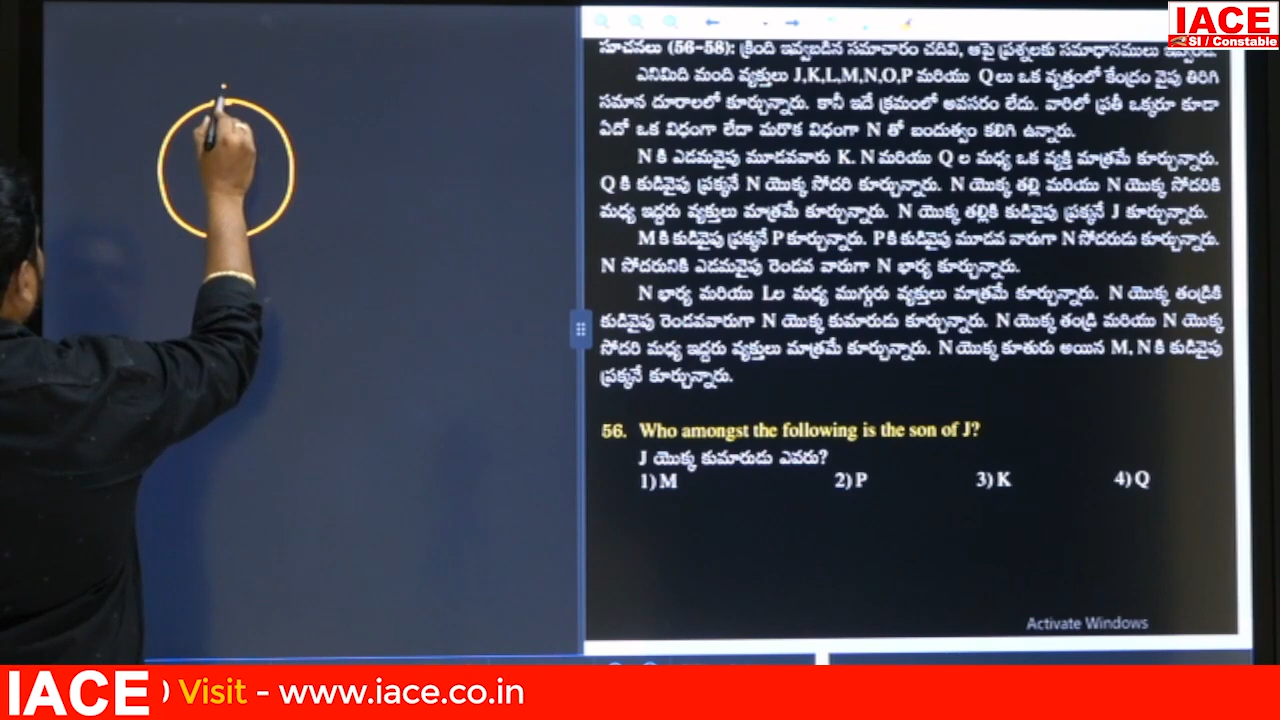 IACE
SI / Constable
సూచనలు (56-58): క్రింది ఇవ్వబడిన సమాచారం చదివి, ఆపై ప్రశ్నలకు సమాధానములు
ఎనిమిది మంది వ్యక్తులు J,K,L,M,N,O,P మరియు Q లు ఒక వృత్తంలో కేంద్రం వైపు తిరిగి
సమాన దూరాలలో కూర్చున్నారు. కానీ ఇదే క్రమంలో అవసరం లేదు. వారిలో ప్రతీ ఒక్కరూ కూడా
ఏదో ఒక విధంగా లేదా మరొక విధంగా N తో బంధుత్వం కలిగి ఉన్నారు.
N కి ఎడమవైపు మూడవవారు K. N మరియు Q ల మధ్య ఒక వ్యక్తి మాత్రమే కూర్చున్నారు.
Q కి కుడివైపు ప్రక్కనే N యొక్క సోదరి కూర్చున్నారు. N యొక్క తల్లి మరియు N యొక్క సోదరికి
మధ్య ఇద్దరు వ్యక్తులు మాత్రమే కూర్చున్నారు. N యొక్క తల్లికి కుడివైపు ప్రక్కనే J కూర్చున్నారు.
M కి కుడివైపు ప్రక్కనే P కూర్చున్నారు. P కి కుడివైపు మూడవ వారుగా N సోదరుడు కూర్చున్నారు.
N సోదరునికి ఎడమవైపు రెండవ వారుగా N భార్య కూర్చున్నారు.
N భార్య మరియు Lల మధ్య ముగ్గురు వ్యక్తులు మాత్రమే కూర్చున్నారు. N యొక్క తండ్రికి
కుడివైపు రెండవవారుగా N యొక్క కుమారుడు కూర్చున్నారు. N యొక్క తండ్రి మరియు N యొక్క
సోదరి మధ్య ఇద్దరు వ్యక్తులు మాత్రమే కూర్చున్నారు. N యొక్క కూతురు అయిన M, N కి కుడివైపు
ప్రక్కనే కూర్చున్నారు.
56. Who amongst the following is the son of J?
J యొక్క కుమారుడు ఎవరు?
1) M 2) P 3) K 4) Q
Activate Windows
IACE ) Visit - www.iace.co.in